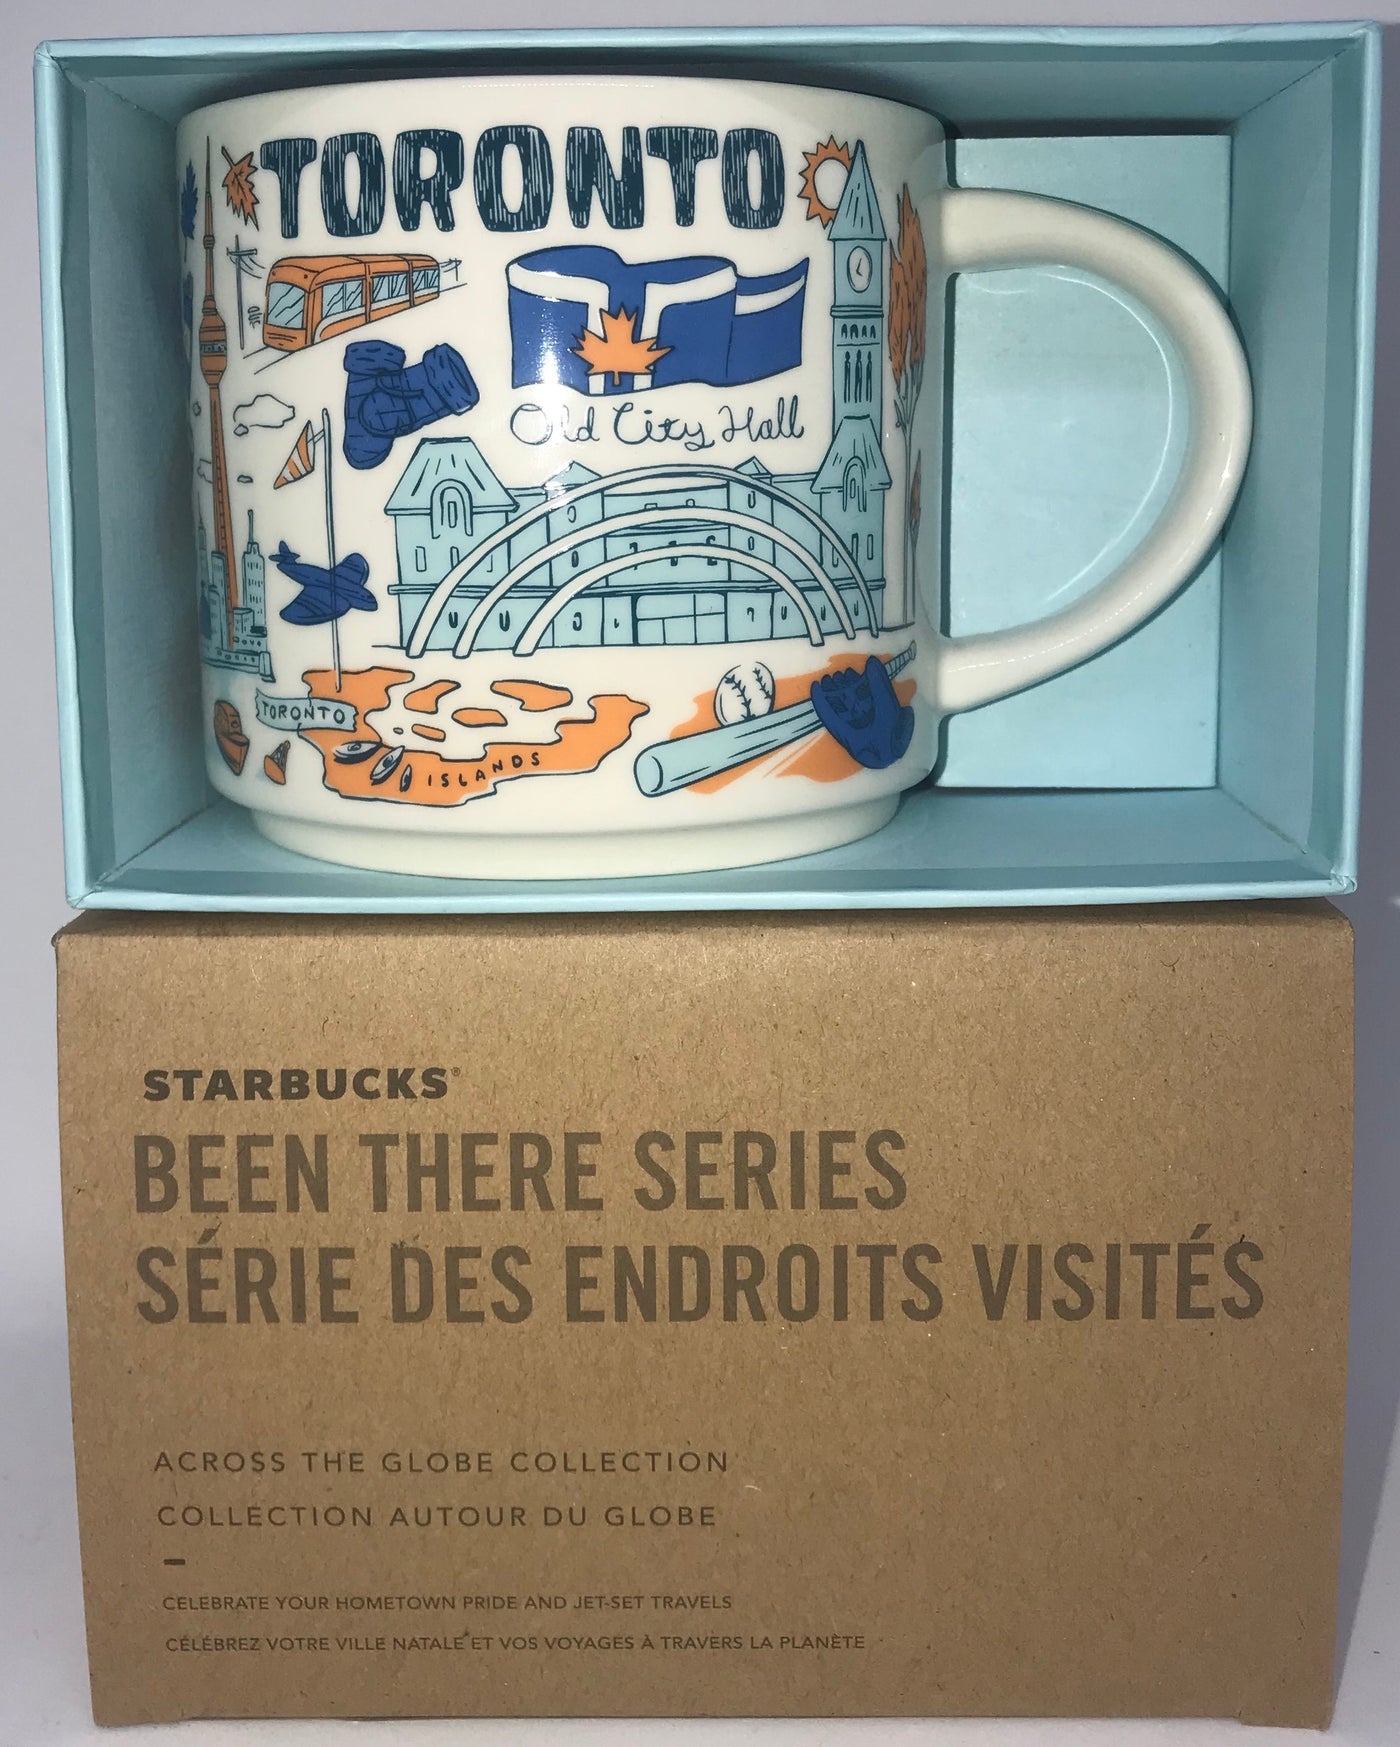 TORONTO
Old City Hall
TORONTO
ISLANDS
STARBUCKS®
BEEN THERE SERIES
SÉRIE DES ENDROITS VISITÉS
ACROSS THE GLOBE COLLECTION
COLLECTION AUTOUR DU GLOBE
–
CELEBRATE YOUR HOMETOWN PRIDE AND JET-SET TRAVELS
CÉLÉBREZ VOTRE VILLE NATALE ET VOS VOYAGES À TRAVERS LA PLANÈTE